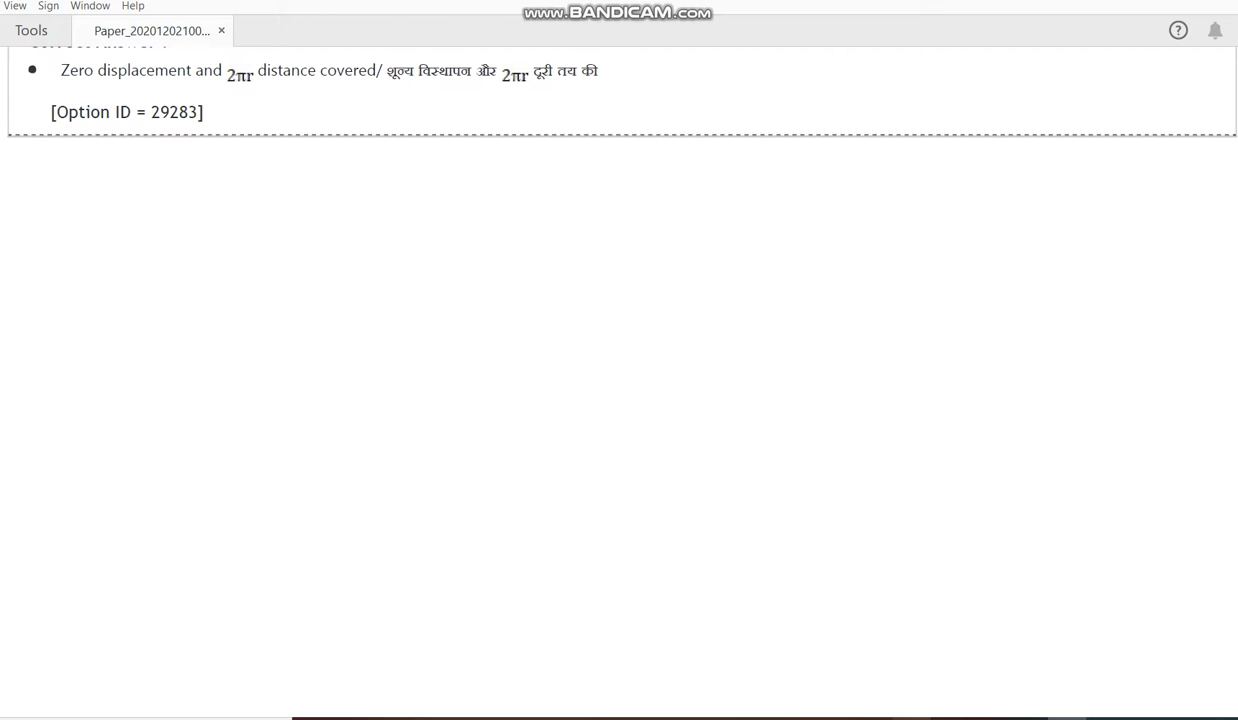 View Sign Window Help
www.BANDICAM.com
Tools Paper_20201202100... ×
Zero displacement and 2πr distance covered/ शून्य विस्थापन और 2πr दूरी तय की
[Option ID = 29283]